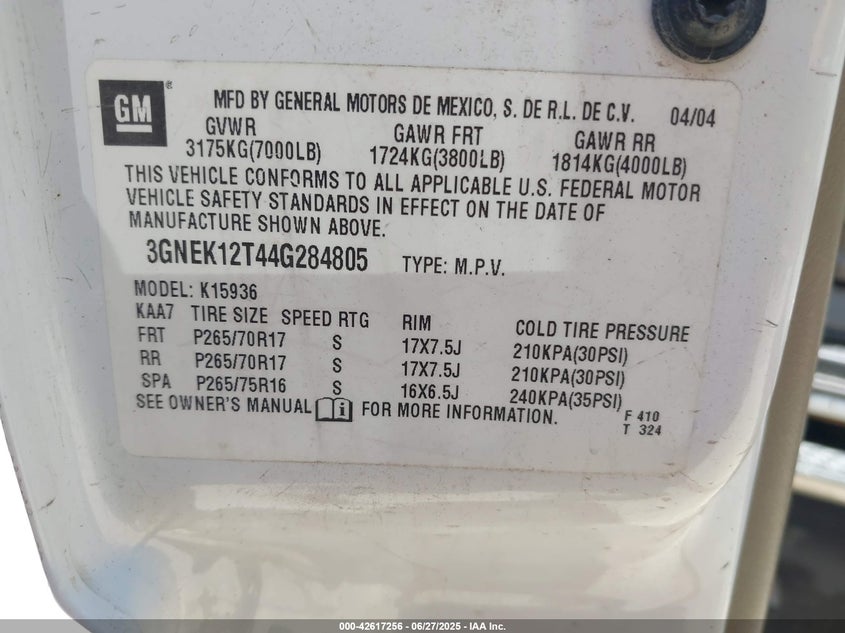 GM®
MFD BY GENERAL MOTORS DE MEXICO, S. DE R.L. DE C.V. 04/04
GVWR GAWR FRT GAWR RR
3175KG(7000LB) 1724KG(3800LB) 1814KG(4000LB)
THIS VEHICLE CONFORMS TO ALL APPLICABLE U.S. FEDERAL MOTOR
VEHICLE SAFETY STANDARDS IN EFFECT ON THE DATE OF
MANUFACTURE SHOWN ABOVE.
3GNEK12T44G284805 TYPE: M.P.V.
MODEL: K15936
KAA7 TIRE SIZE SPEED RTG RIM COLD TIRE PRESSURE
FRT P265/70R17 S 17X7.5J 210KPA(30PSI)
RR P265/70R17 S 17X7.5J 210KPA(30PSI)
SPA P265/75R16 S 16X6.5J 240KPA(35PSI)
SEE OWNER'S MANUAL i FOR MORE INFORMATION.
F 410
T 324
000-42617256 - 06/27/2025 - IAA Inc.